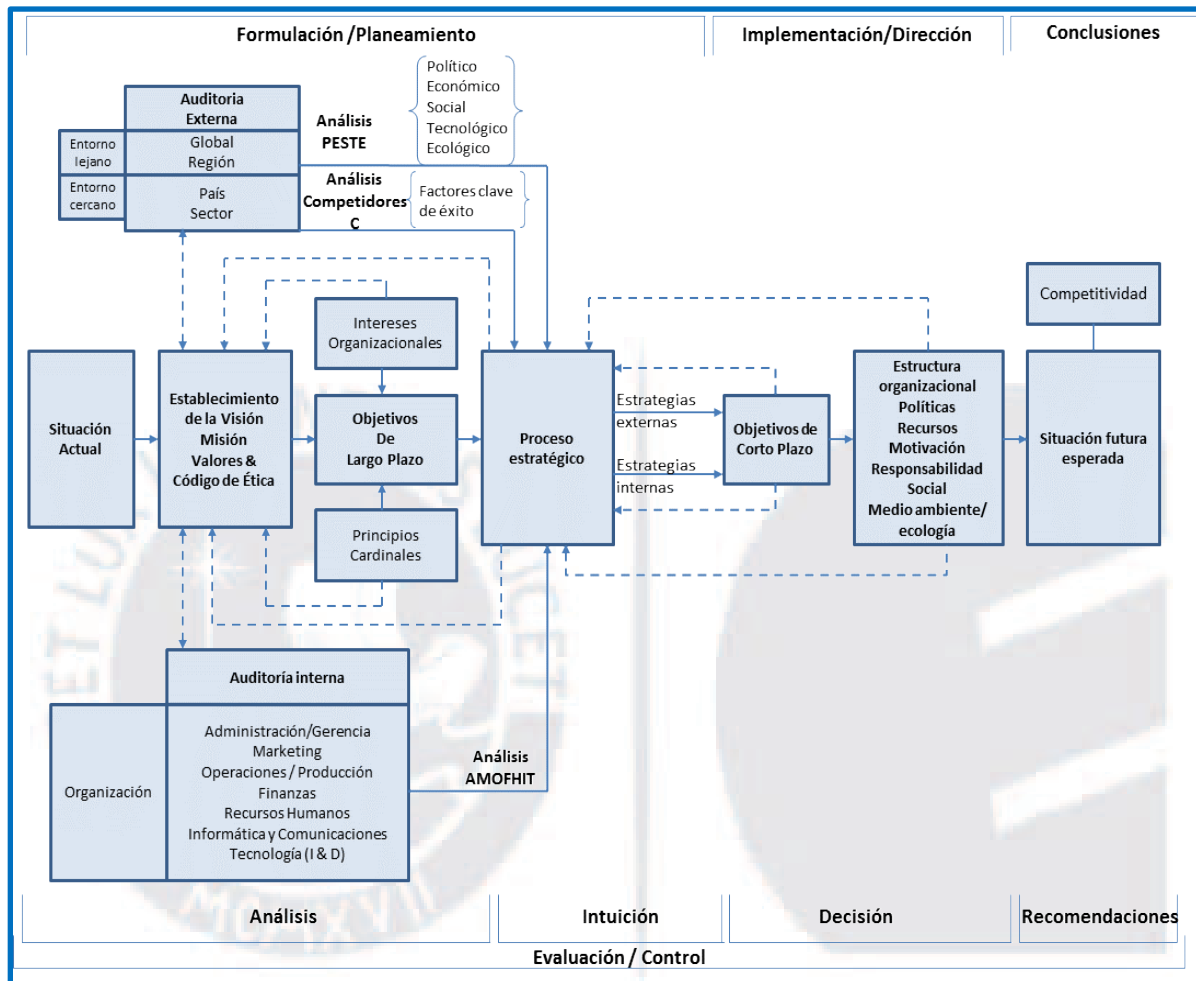 Formulación /Planeamiento
Implementación/Dirección
Conclusiones
Auditoria
Externa
Entorno
lejano
Global
Región
Entorno
cercano
País
Sector
Análisis
PESTE
Político
Económico
Social
Tecnológico
Ecológico
Análisis
Competidores
C
Factores clave
de éxito
Situación
Actual
Establecimiento
de la Visión
Misión
Valores &
Código de Ética
Intereses
Organizacionales
Objetivos
De
Largo Plazo
Principios
Cardinales
Proceso
estratégico
Estrategias
externas
Estrategias
internas
Objetivos de
Corto Plazo
Estructura
organizacional
Políticas
Recursos
Motivación
Responsabilidad
Social
Medio ambiente/
ecología
Competitividad
Situación futura
esperada
Auditoría interna
Organización
Administración/Gerencia
Marketing
Operaciones / Producción
Finanzas
Recursos Humanos
Informática y Comunicaciones
Tecnología (I & D)
Análisis
AMOFHIT
Análisis
Intuición
Decisión
Recomendaciones
Evaluación / Control